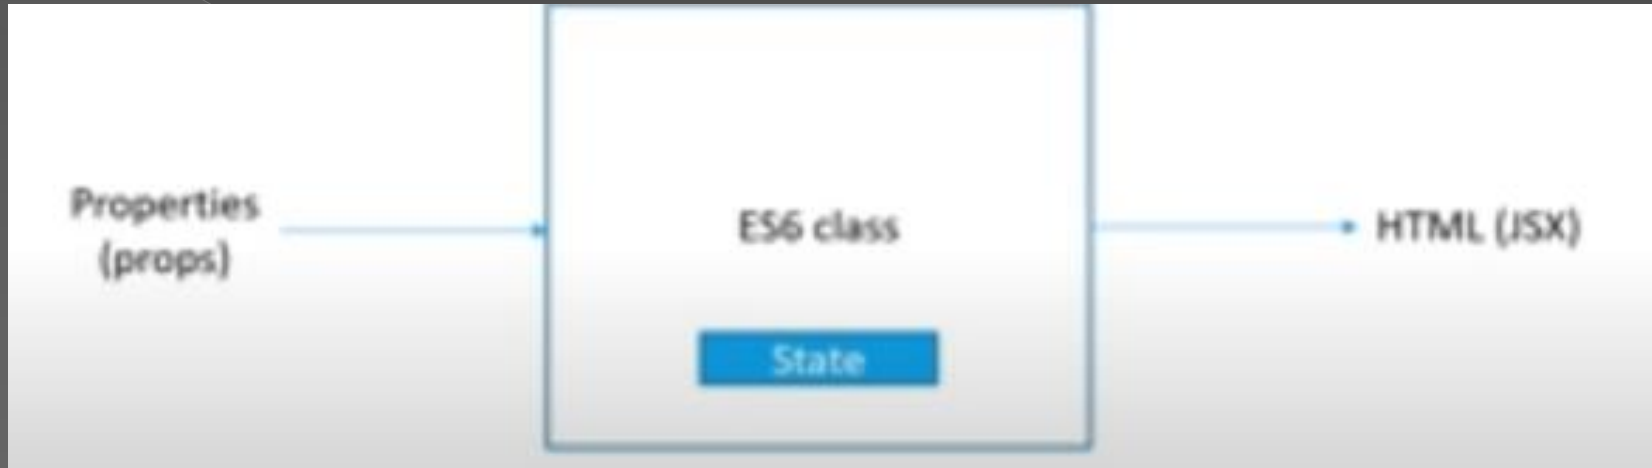 Properties
(props)
ES6 class
State
HTML (JSX)